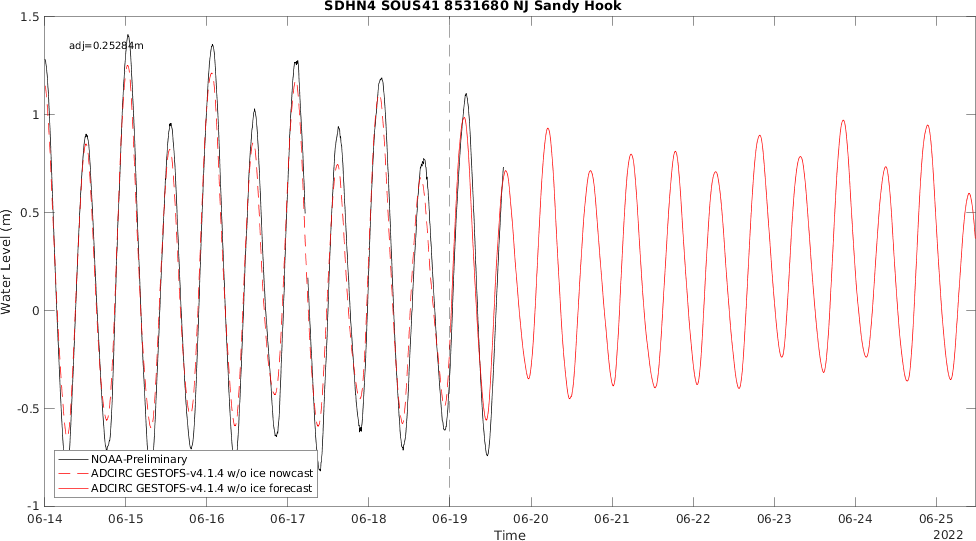 SDHN4 SOUS41 8531680 NJ Sandy Hook
adj=0.25284m
1.5
1
0.5
0
-0.5
-1
Water Level (m)
NOAA-Preliminary
ADCIRC GESTOFS-v4.1.4 w/o ice nowcast
ADCIRC GESTOFS-v4.1.4 w/o ice forecast
06-14 06-15 06-16 06-17 06-18 06-19 06-20 06-21 06-22 06-23 06-24 06-25
Time
2022